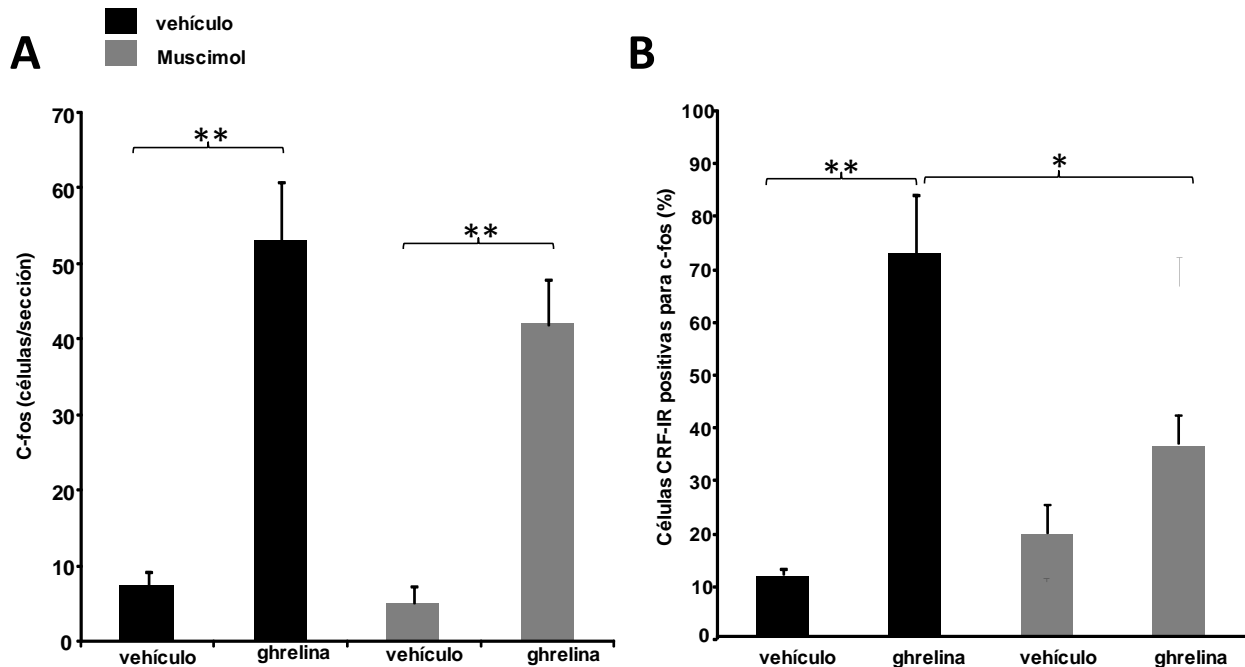 vehículo
Muscimol
A
C-fos (células/sección)
70
60
50
40
30
20
10
0
**
**
vehículo
ghrelina
vehículo
ghrelina
B
Células CRF-IR positivas para c-fos (%)
100
90
80
70
60
50
40
30
20
10
0
**
*
vehículo
ghrelina
vehículo
ghrelina